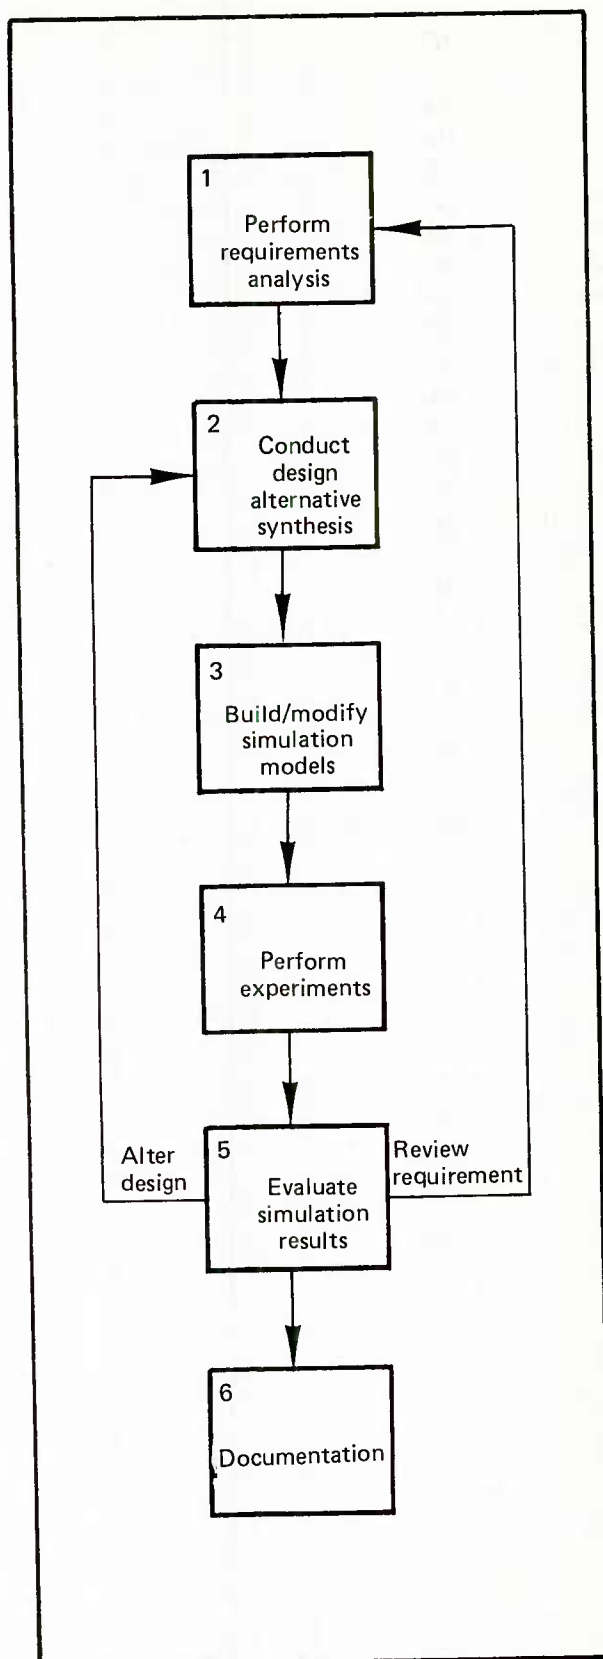 1
Perform
requirements
analysis
2
Conduct
design
alternative
synthesis
3
Build/modify
simulation
models
4
Perform
experiments
5
Evaluate
simulation
results
Alter
design
Review
requirement
6
Documentation